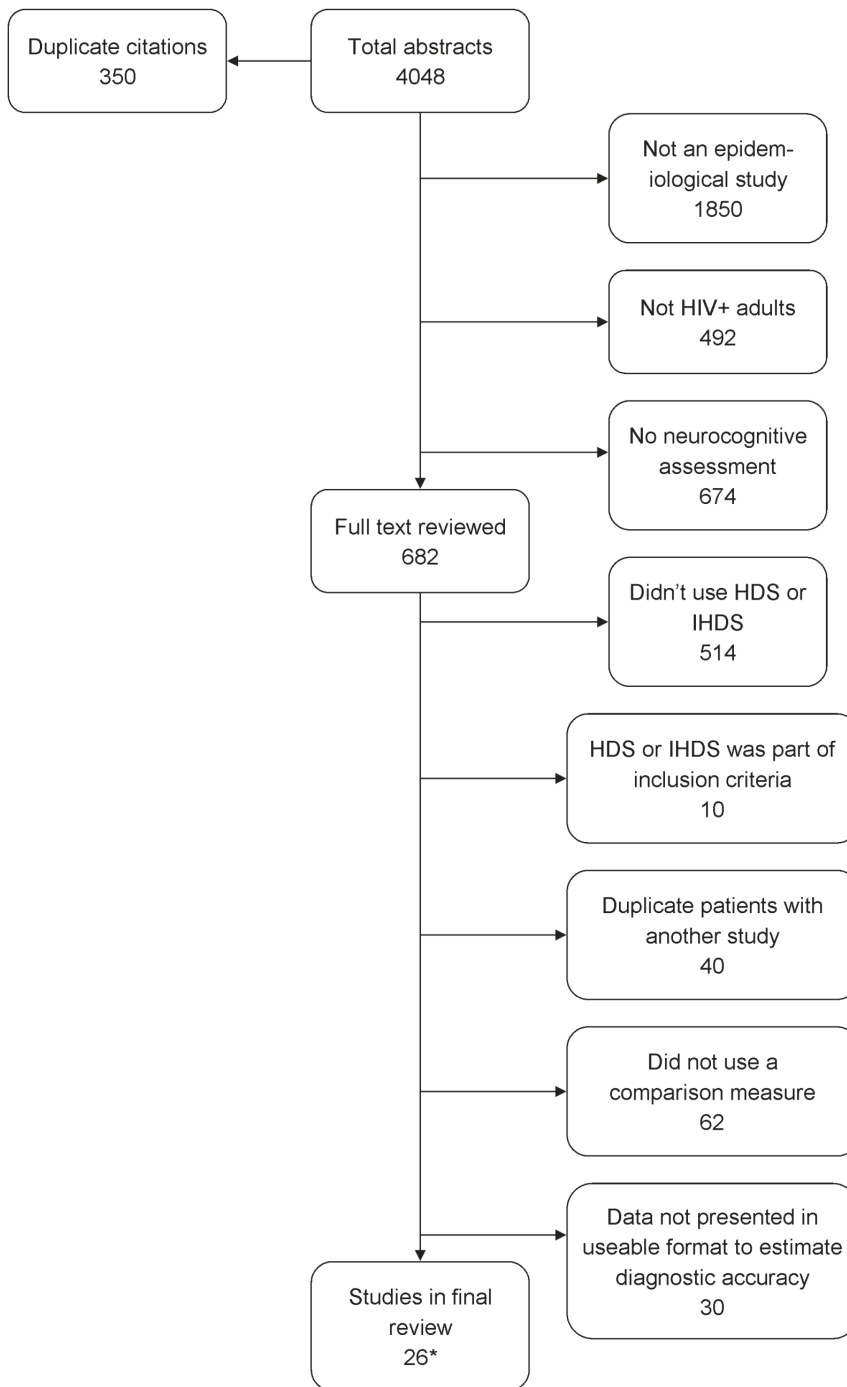 Duplicate citations
350
Total abstracts
4048
Not an epidem-
iological study
1850
Not HIV+ adults
492
No neurocognitive
assessment
674
Full text reviewed
682
Didn't use HDS or
IHDS
514
HDS or IHDS was part of
inclusion criteria
10
Duplicate patients with
another study
40
Did not use a
comparison measure
62
Data not presented in
useable format to estimate
diagnostic accuracy
30
Studies in final
review
26*